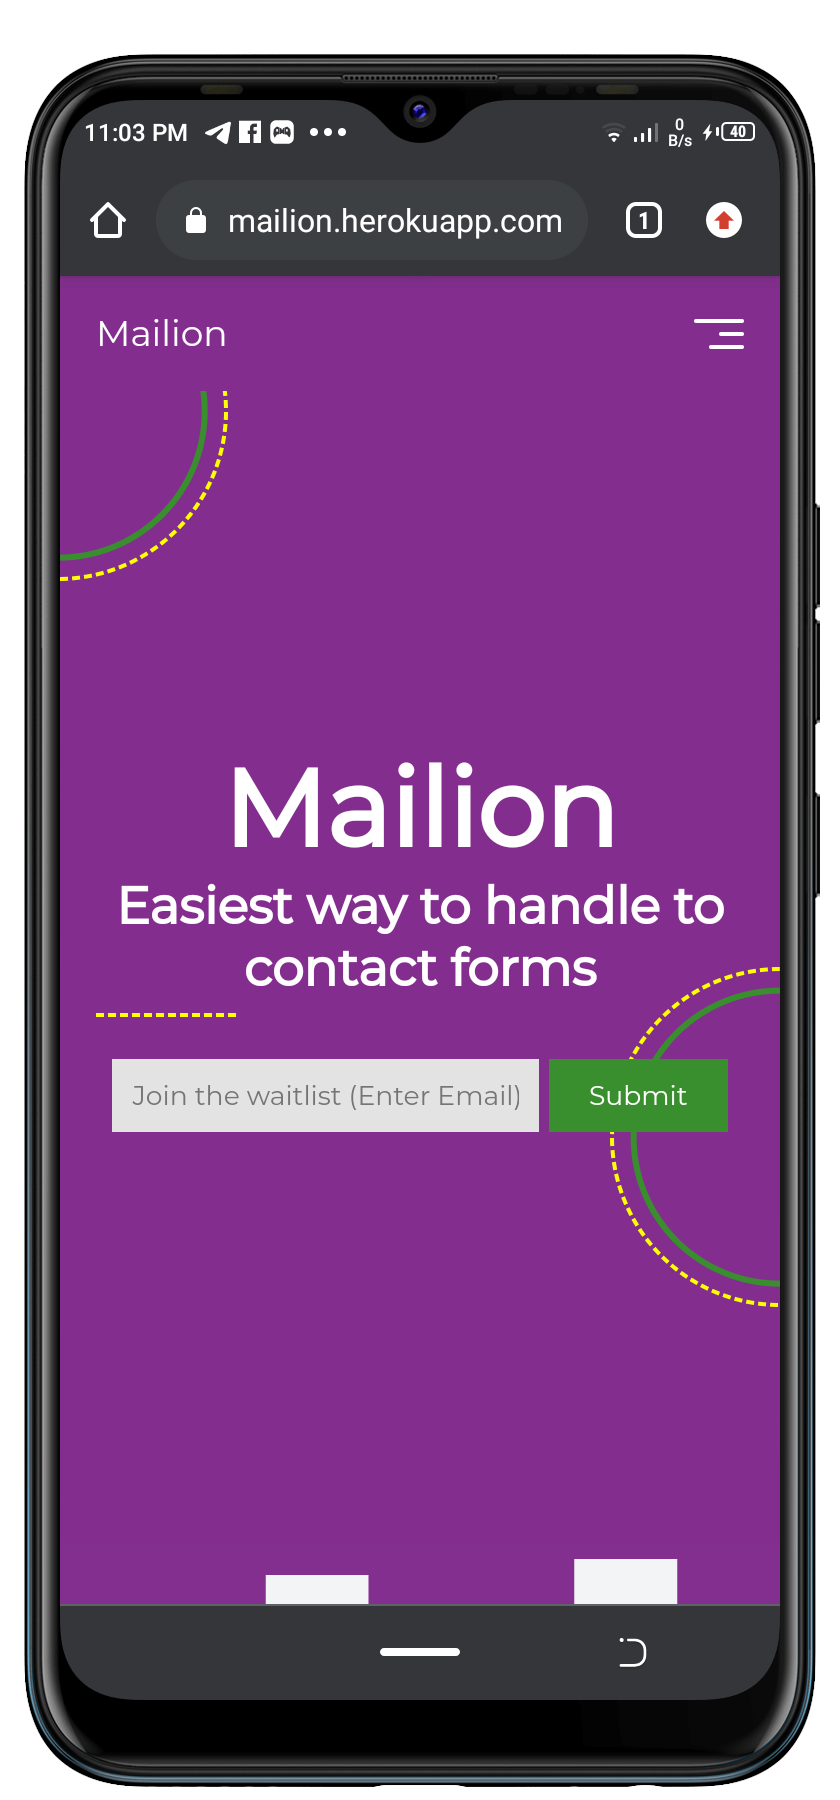 11:03 PM
0
B/s
40
mailion.herokuapp.com
1
Mailion
Mailion
Easiest way to handle to
contact forms
Join the waitlist (Enter Email)
Submit